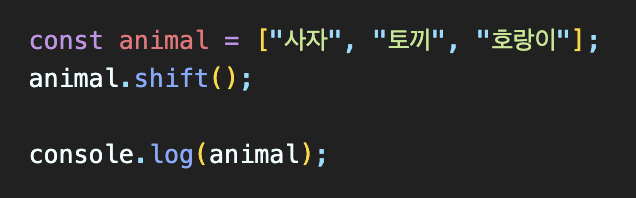 const animal = ["사자", "토끼", "호랑이"];
animal.shift();
console.log(animal);